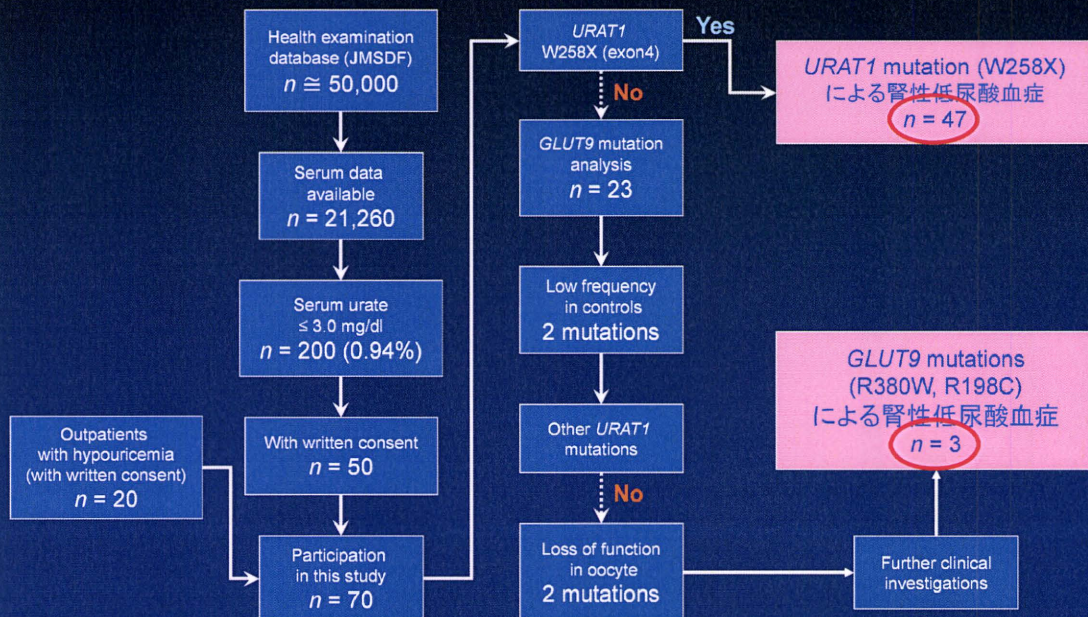 Health examination
database (JMSDF)
n ≅ 50,000
Serum data
available
n = 21,260
Serum urate
≤ 3.0 mg/dl
n = 200 (0.94%)
With written consent
n = 50
Outpatients
with hypouricemia
(with written consent)
n = 20
Participation
in this study
n = 70
URAT1
W258X (exon4)
Yes
No
URAT1 mutation (W258X)
による腎性低尿酸血症
n = 47
GLUT9 mutation
analysis
n = 23
Low frequency
in controls
2 mutations
Other URAT1
mutations
No
Loss of function
in oocyte
2 mutations
Further clinical
investigations
GLUT9 mutations
(R380W, R198C)
による腎性低尿酸血症
n = 3